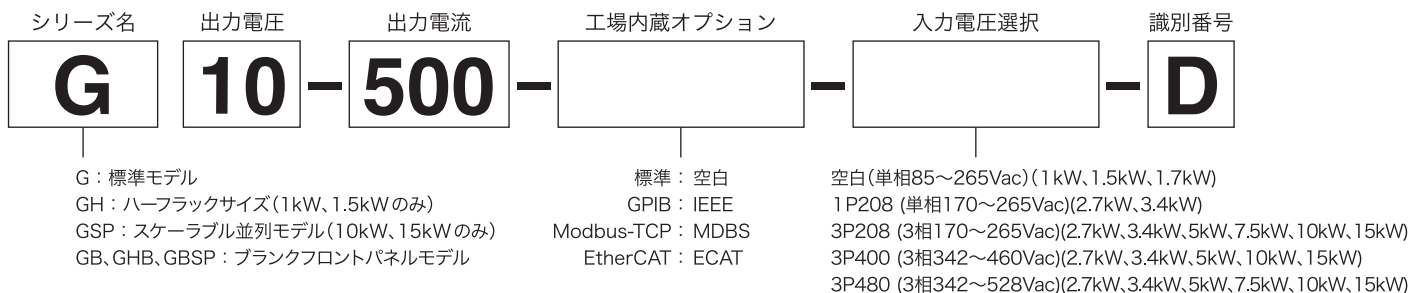 シリーズ名 出力電圧 出力電流 工場内蔵オプション 入力電圧選択 識別番号
G 10 - 500 - - - D
G：標準モデル
GH：ハーフラックサイズ（1kW、1.5kWのみ）
GSP：スケーラブル並列モデル（10kW、15kWのみ）
GB、GHB、GBSP：ブランクフロントパネルモデル
標準：空白
GPIB：IEEE
Modbus-TCP：MDBS
EtherCAT：ECAT
空白（単相85～265Vac）（1kW、1.5kW、1.7kW）
1P208 (単相170～265Vac)(2.7kW、3.4kW)
3P208 (3相170～265Vac)(2.7kW、3.4kW、5kW、7.5kW、10kW、15kW)
3P400 (3相342～460Vac)(2.7kW、3.4kW、5kW、10kW、15kW)
3P480 (3相342～528Vac)(2.7kW、3.4kW、5kW、7.5kW、10kW、15kW)